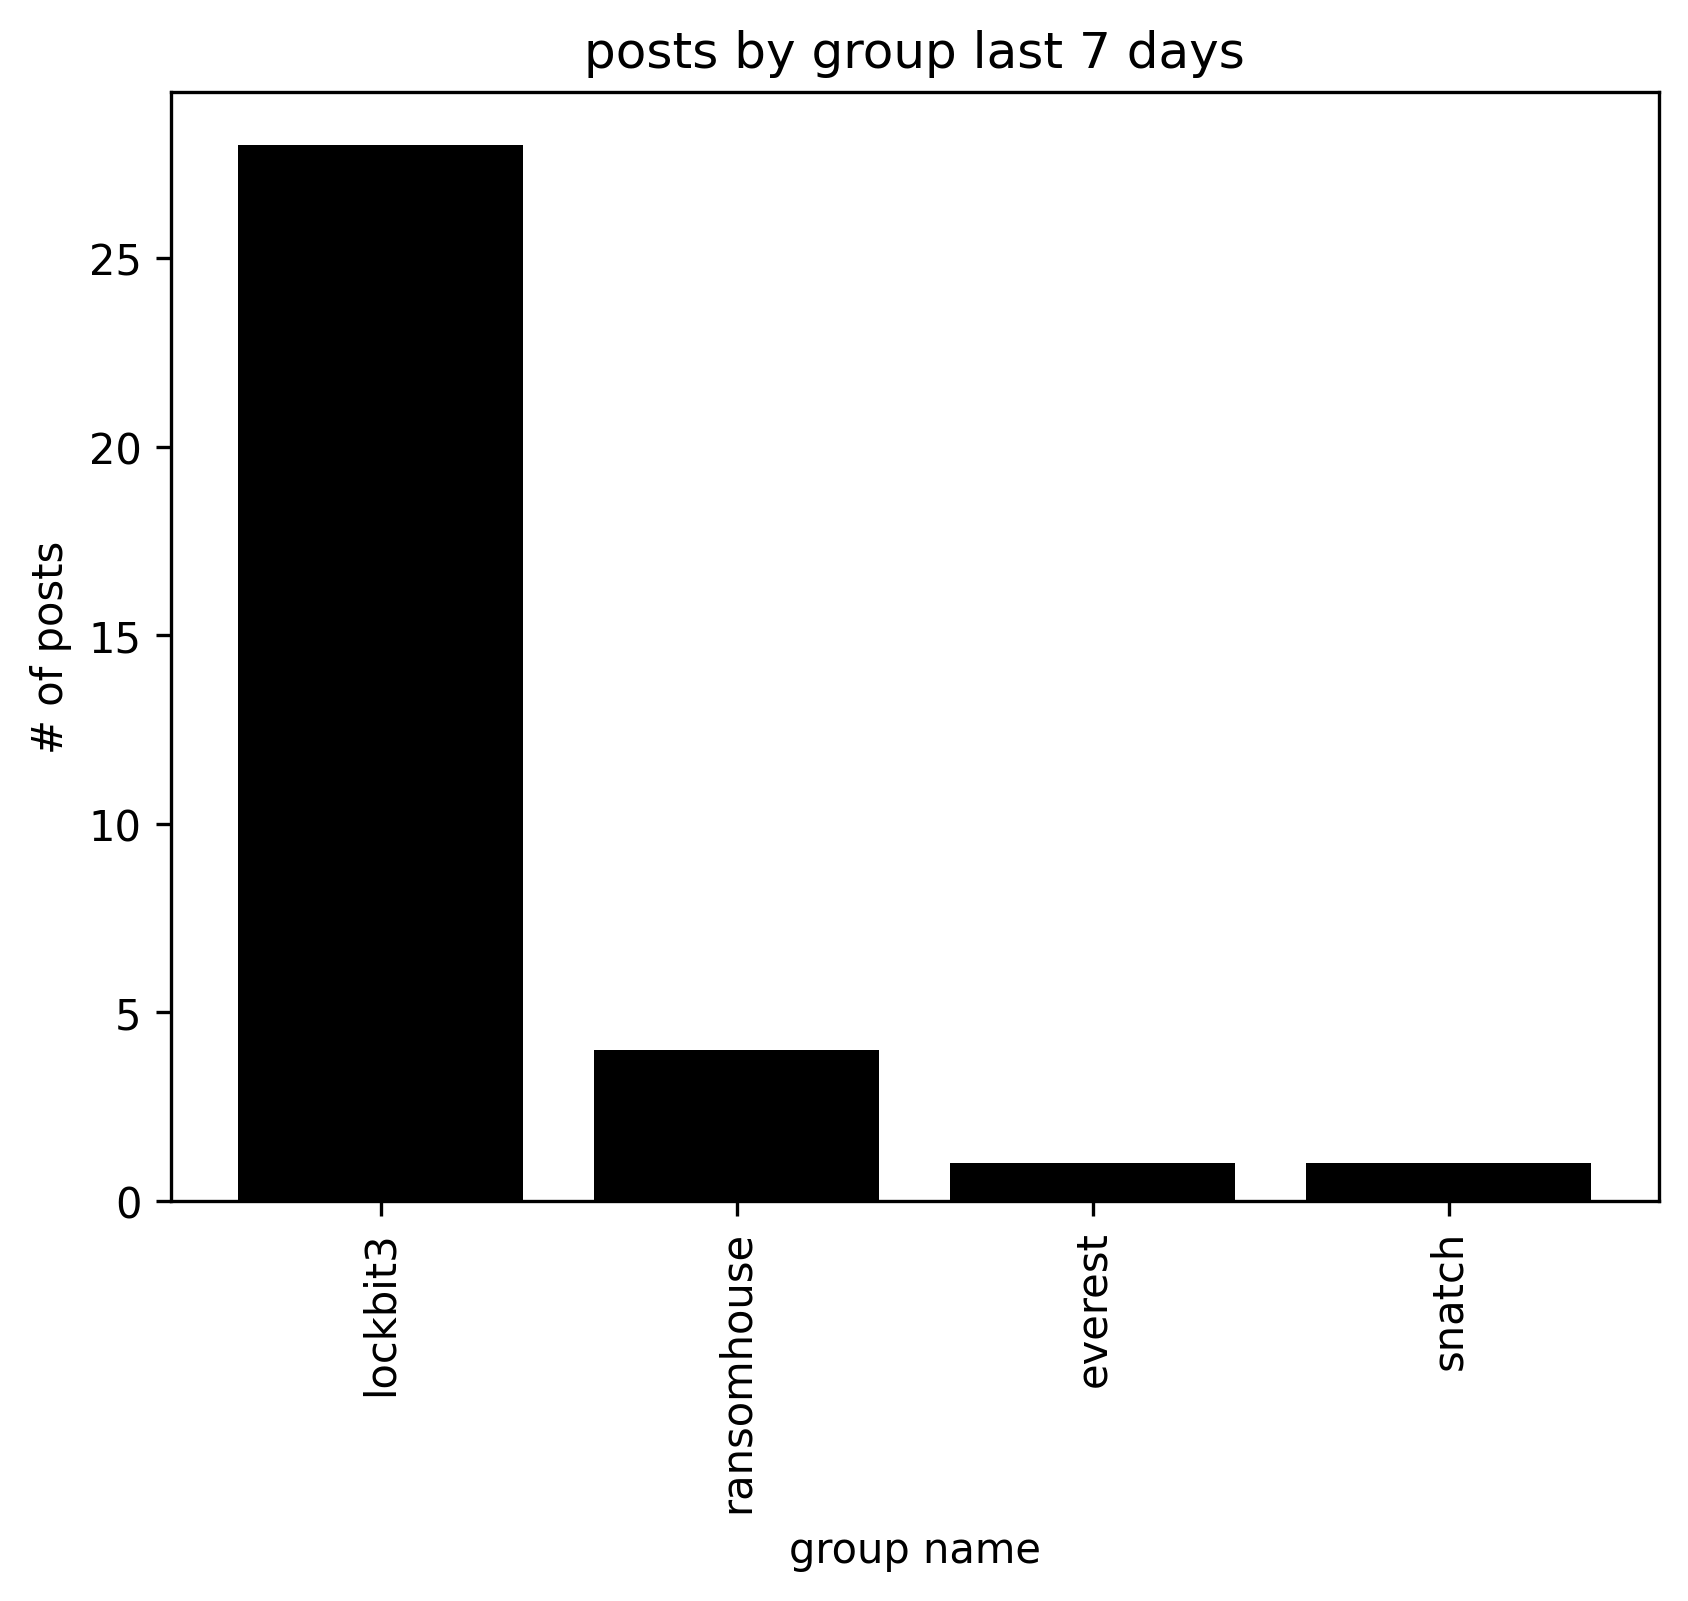 posts by group last 7 days
# of posts
25
20
15
10
5
0
lockbit3
ransomhouse
everest
snatch
group name